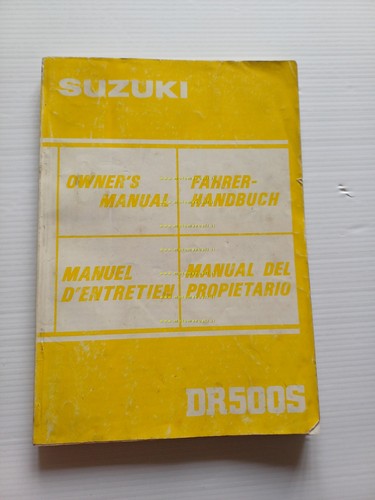 SUZUKI
OWNER'S
MANUAL
FAHRER-
HANDBUCH
MANUEL
D'ENTRETIEN
MANUAL DEL
PROPIETARIO
DR500S